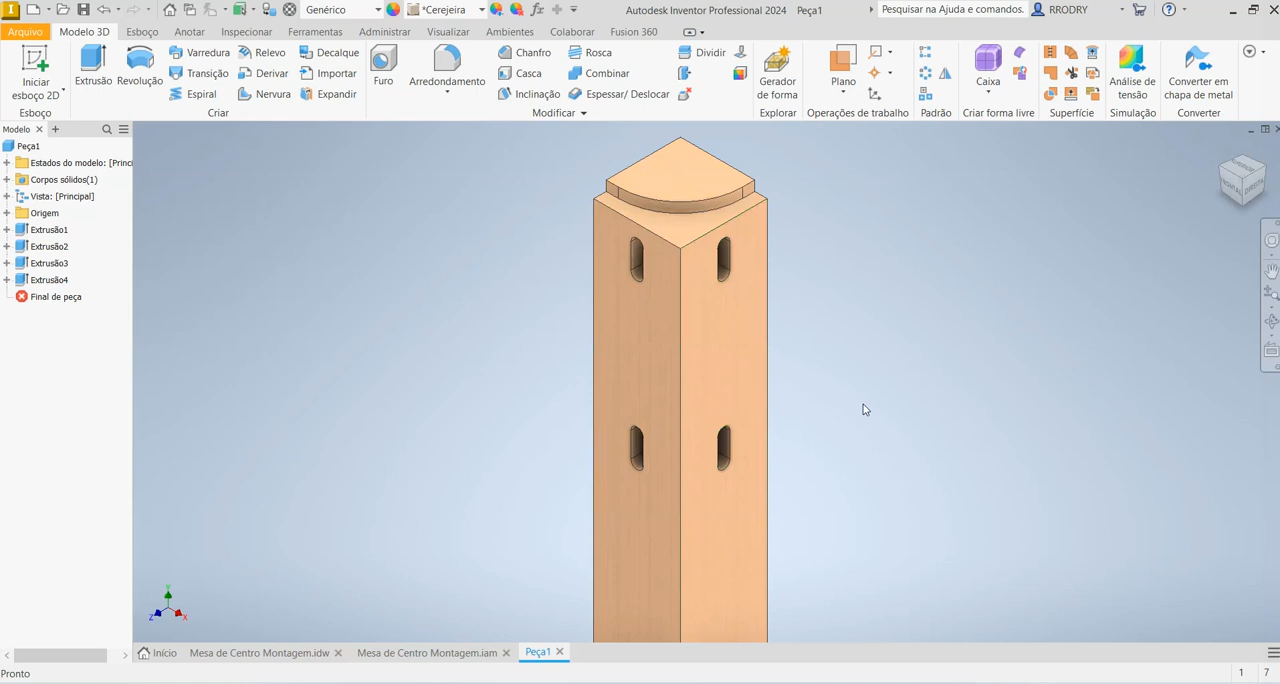 Genérico
*Cerejeira
Autodesk Inventor Professional 2024 Peça1
Pesquisar na Ajuda e comandos.
RRODRY
Arquivo Modelo 3D Esboço Anotar Inspecionar Ferramentas Administrar Visualizar Ambientes Colaborar Fusion 360
Iniciar esboço 2D
Esboço
Extrusão
Revolução
Varredura
Transição
Espiral
Relevo
Derivar
Nervura
Decalque
Importar
Expandir
Criar
Furo
Arredondamento
Chanfro
Casca
Inclinação
Rosca
Combinar
Espessar/ Deslocar
Dividir
Modificar
Gerador de forma
Explorar
Plano
Operações de trabalho
Padrão
Caixa
Criar forma livre
Superfície
Análise de tensão
Simulação
Converter em chapa de metal
Converter
Modelo
Peça1
Estados do modelo: [Princi
Corpos sólidos(1)
Vista: [Principal]
Origem
Extrusão1
Extrusão2
Extrusão3
Extrusão4
Final de peça
SUPERIOR
FRONTAL
DIREITA
Y
Z
X
Início
Mesa de Centro Montagem.idw
Mesa de Centro Montagem.iam
Peça1
Pronto
1 7